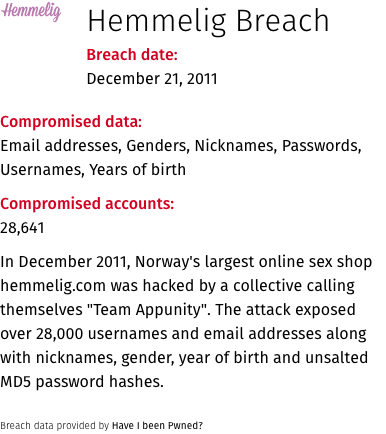 Hemmelig
Hemmelig Breach
Breach date:
December 21, 2011
Compromised data:
Email addresses, Genders, Nicknames, Passwords,
Usernames, Years of birth
Compromised accounts:
28,641
In December 2011, Norway's largest online sex shop
hemmelig.com was hacked by a collective calling
themselves "Team Appunity". The attack exposed
over 28,000 usernames and email addresses along
with nicknames, gender, year of birth and unsalted
MD5 password hashes.
Breach data provided by Have I been Pwned?